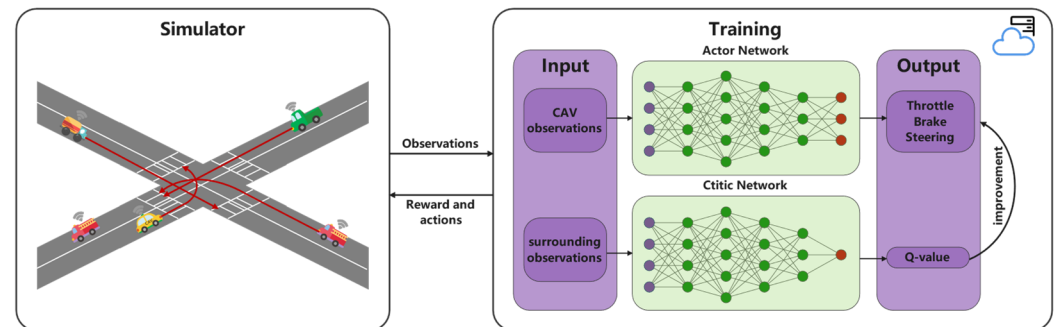 Simulator
Observations
Reward and
actions
Training
Input
CAV
observations
surrounding
observations
Actor Network
Ctitic Network
Output
Throttle
Brake
Steering
Q-value
improvement